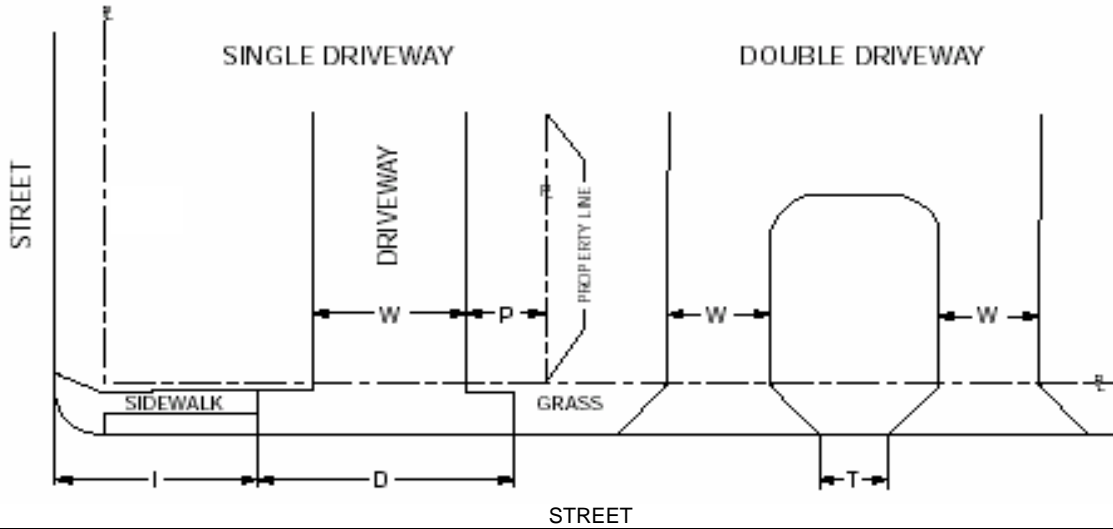 SINGLE DRIVEWAY
DOUBLE DRIVEWAY
STREET
DRIVEWAY
PROPERTY LINE
W
P
W
W
SIDEWALK
GRASS
I
D
T
STREET